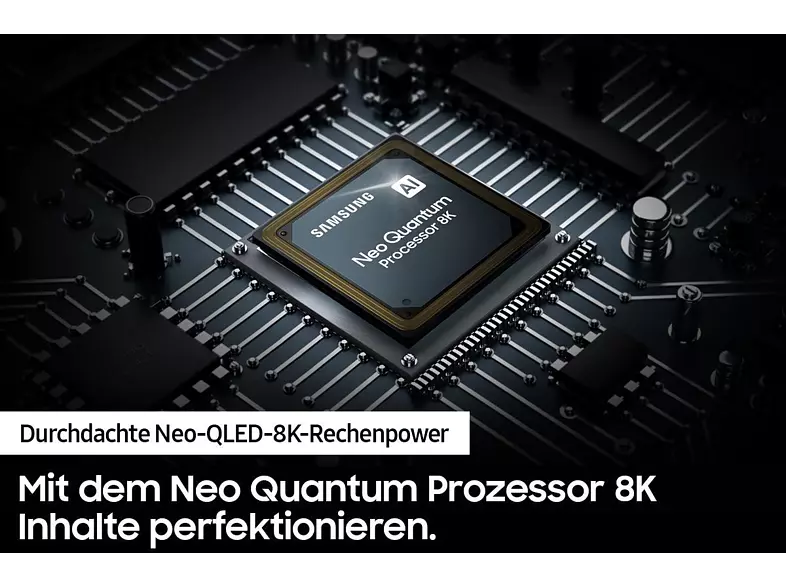 SAMSUNG
AI
Neo Quantum
Processor 8K
Durchdachte Neo-QLED-8K-Rechenpower
Mit dem Neo Quantum Prozessor 8K
Inhalte perfektionieren.